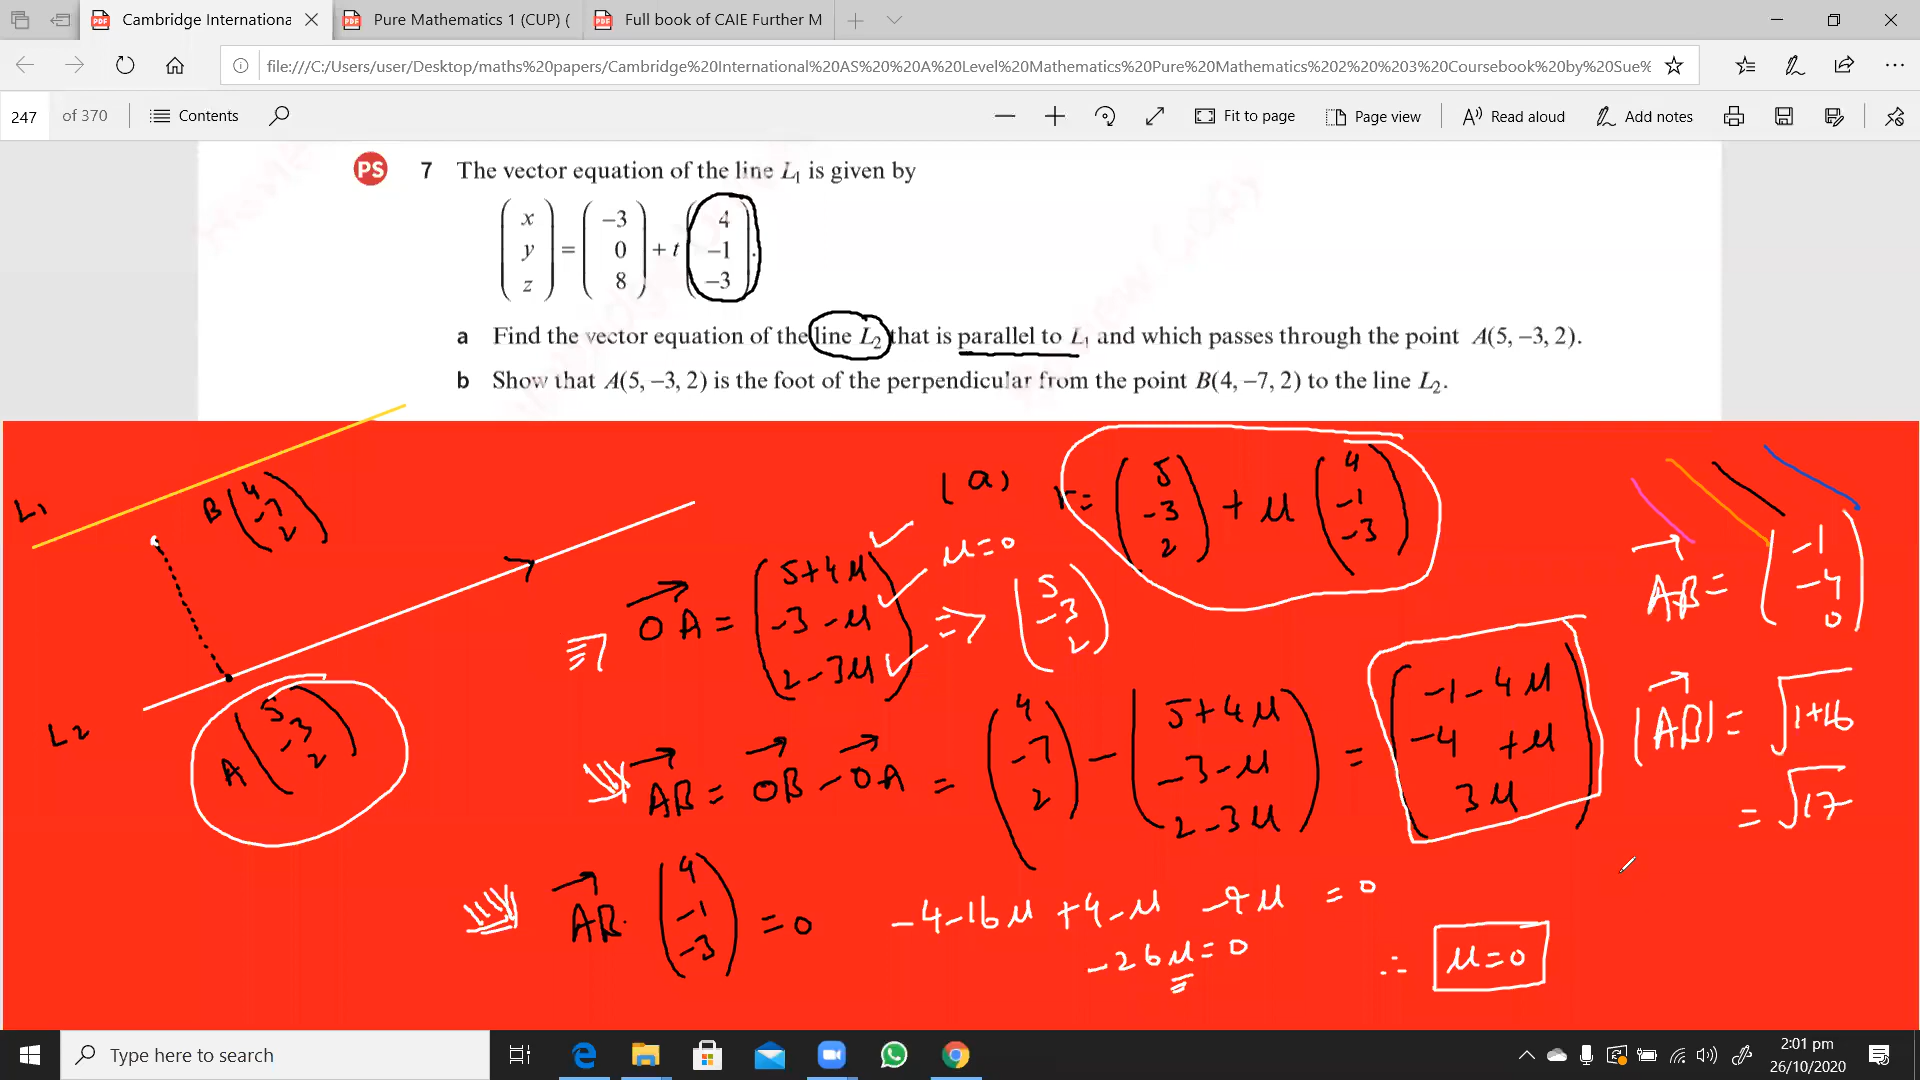 Cambridge Internationa
Pure Mathematics 1 (CUP) (
Full book of CAIE Further M
file:///C:/Users/user/Desktop/maths%20papers/Cambridge%20International%20AS%20%20A%20Level%20Mathematics%20Pure%20Mathematics%202%20%203%20Coursebook%20by%20Sue%
247 of 370 Contents Fit to page Page view Read aloud Add notes
PS 7 The vector equation of the line L₁ is given by
(x y z) = (−3 0 8) + t (4 −1 −3).
a Find the vector equation of the line L₂ that is parallel to L₁ and which passes through the point A(5, −3, 2).
b Show that A(5, −3, 2) is the foot of the perpendicular from the point B(4, −7, 2) to the line L₂.
L1
B (4 -7 2)
L2
A (5 -3 2)
(a) r = (5 -3 2) + μ (4 -1 -3)
OA = (5+4μ -3-μ 2-3μ) μ=0 => (5 -3 2)
AB = OB - OA = (4 -7 2) - (5+4μ -3-μ 2-3μ) = (-1-4μ -4+μ 3μ)
AB . (4 -1 -3) = 0
-4-16μ +4-μ -9μ = 0
-26μ = 0
∴ μ=0
AB = (-1 -4 0)
|AB| = √1+16
= √17
Type here to search
2:01 pm
26/10/2020